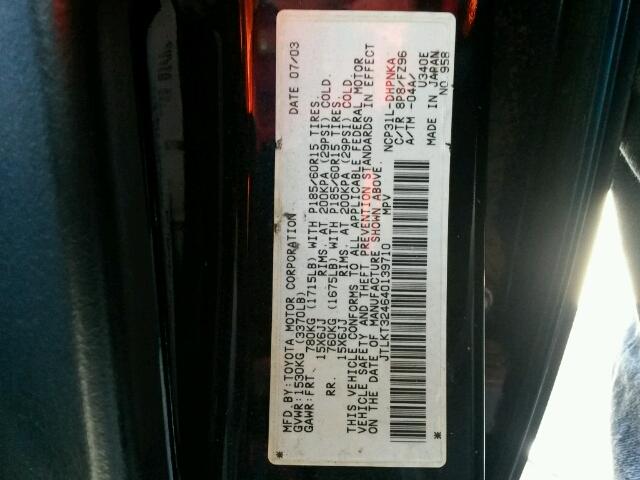 MFD. BY: TOYOTA MOTOR CORPORATION DATE 07/03
GVWR: 1530KG (3370LB)
GAWR: FRT. 780KG (1715LB) WITH P185/60R15 TIRES,
15X6JJ RIMS, AT 200KPA (29PSI) COLD.
RR. 760KG (1675LB) WITH P185/60R15 TIRES,
15X6JJ RIMS, AT 200KPA (29PSI) COLD.
THIS VEHICLE CONFORMS TO ALL APPLICABLE FEDERAL MOTOR
VEHICLE SAFETY AND THEFT PREVENTION STANDARDS IN EFFECT
ON THE DATE OF MANUFACTURE SHOWN ABOVE.
JTLKT324640139710 MPV
NCP31L-DHPNKA
C/TR 8P8/FZ96
A/TM -04A/ U340E
MADE IN JAPAN
NO 958